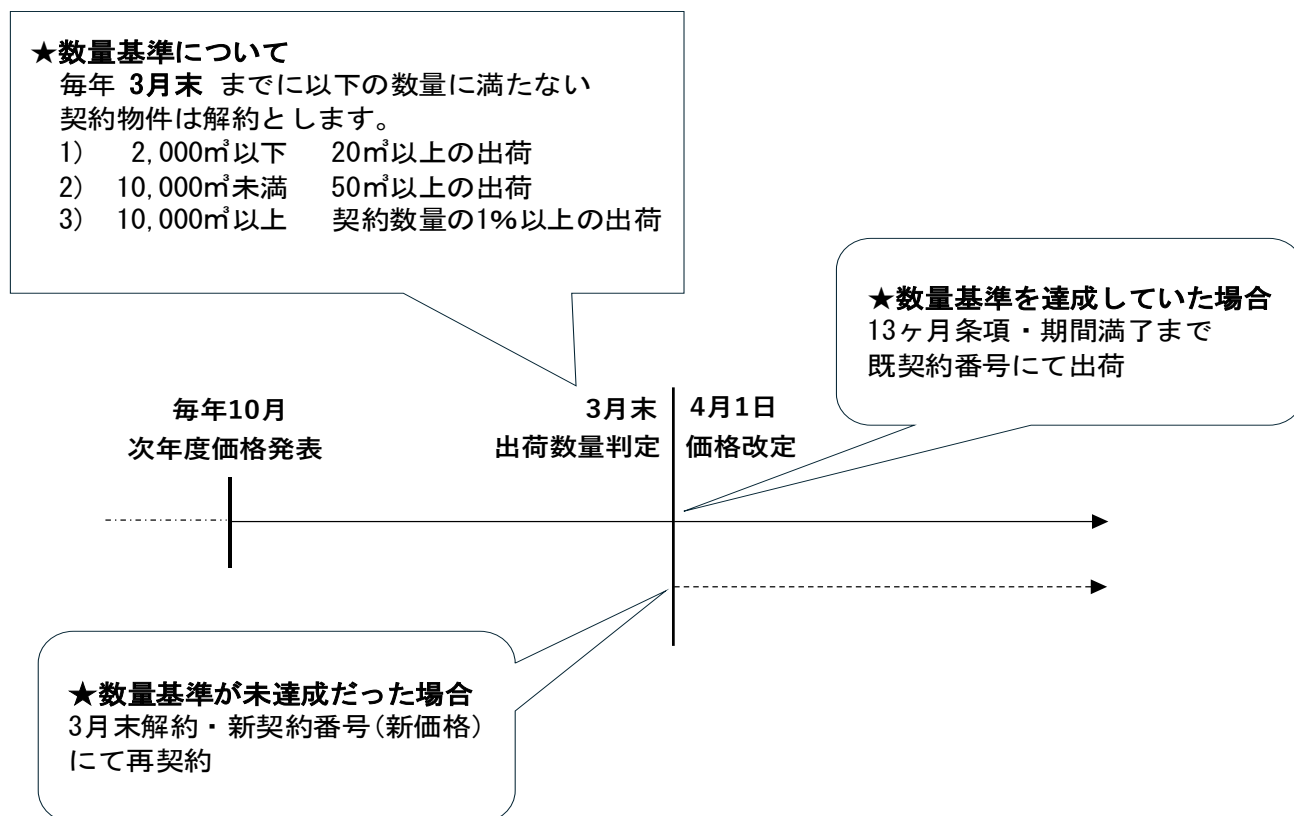 ★数量基準について
毎年 3月末 までに以下の数量に満たない
契約物件は解約とします。
1) 2,000㎥以下 20㎥以上の出荷
2) 10,000㎥未満 50㎥以上の出荷
3) 10,000㎥以上 契約数量の1%以上の出荷
★数量基準を達成していた場合
13ヶ月条項・期間満了まで
既契約番号にて出荷
毎年10月
次年度価格発表
3月末
出荷数量判定
4月1日
価格改定
★数量基準が未達成だった場合
3月末解約・新契約番号(新価格)
にて再契約